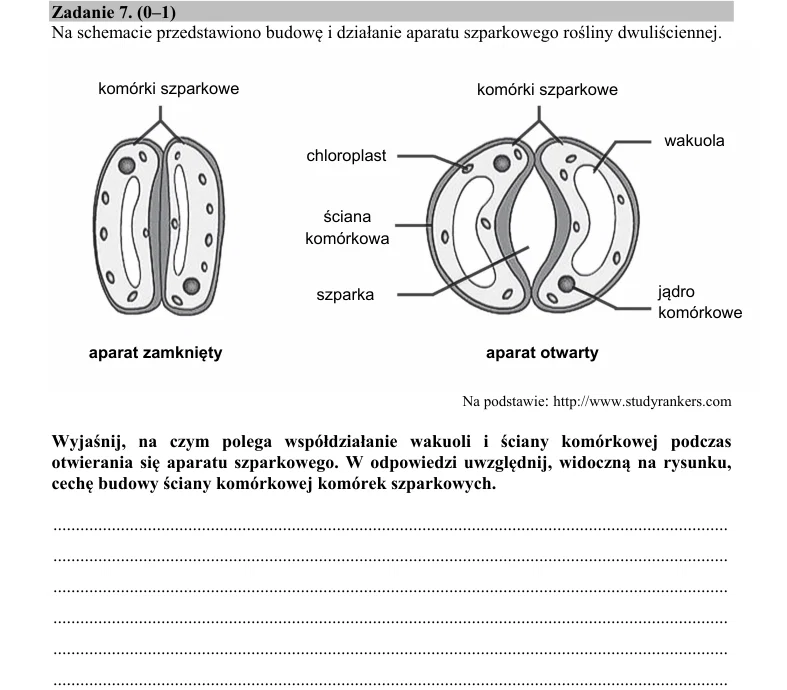 Zadanie 7. (0–1)
Na schemacie przedstawiono budowę i działanie aparatu szparkowego rośliny dwuliściennej.
komórki szparkowe
komórki szparkowe
wakuola
chloroplast
ściana
komórkowa
szparka
jądro
komórkowe
aparat zamknięty
aparat otwarty
Na podstawie: http://www.studyrankers.com
Wyjaśnij, na czym polega współdziałanie wakuoli i ściany komórkowej podczas
otwierania się aparatu szparkowego. W odpowiedzi uwzględnij, widoczną na rysunku,
cechę budowy ściany komórkowej komórek szparkowych.